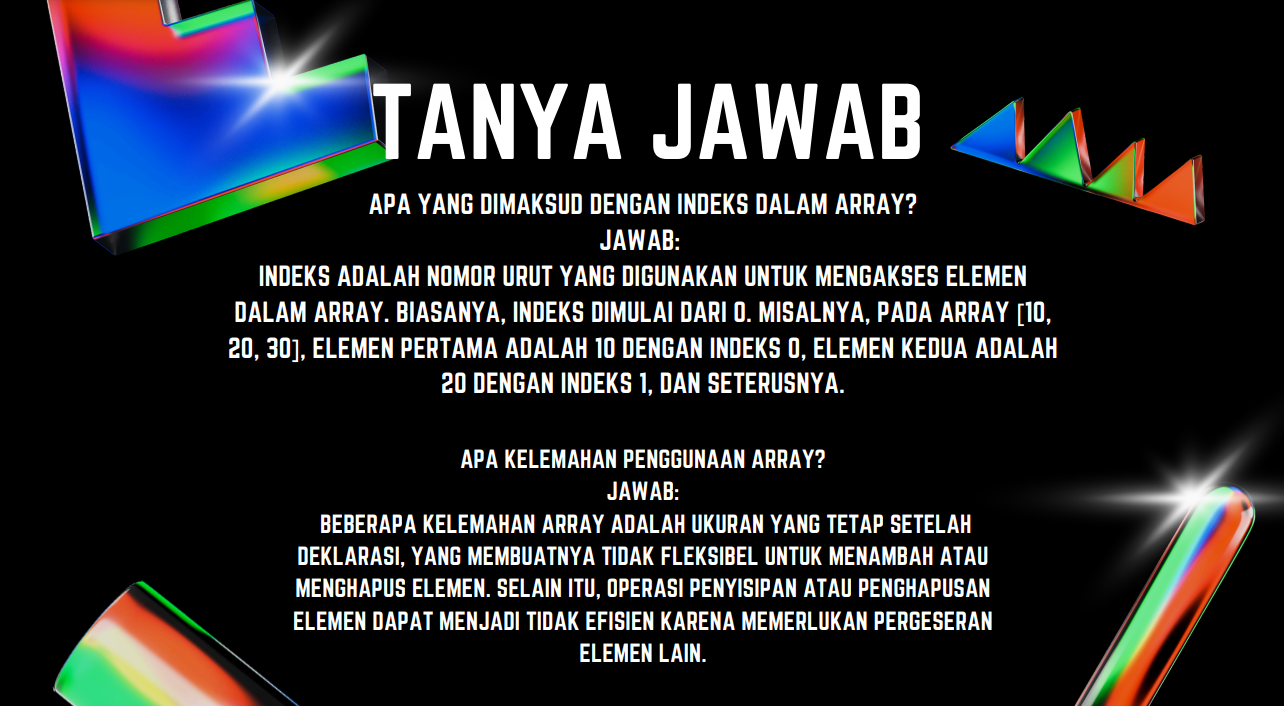 TANYA JAWAB
APA YANG DIMAKSUD DENGAN INDEKS DALAM ARRAY?
JAWAB:
INDEKS ADALAH NOMOR URUT YANG DIGUNAKAN UNTUK MENGAKSES ELEMEN
DALAM ARRAY. BIASANYA, INDEKS DIMULAI DARI 0. MISALNYA, PADA ARRAY [10,
20, 30], ELEMEN PERTAMA ADALAH 10 DENGAN INDEKS 0, ELEMEN KEDUA ADALAH
20 DENGAN INDEKS 1, DAN SETERUSNYA.
APA KELEMAHAN PENGGUNAAN ARRAY?
JAWAB:
BEBERAPA KELEMAHAN ARRAY ADALAH UKURAN YANG TETAP SETELAH
DEKLARASI, YANG MEMBUATNYA TIDAK FLEKSIBEL UNTUK MENAMBAH ATAU
MENGHAPUS ELEMEN. SELAIN ITU, OPERASI PENYISIPAN ATAU PENGHAPUSAN
ELEMEN DAPAT MENJADI TIDAK EFISIEN KARENA MEMERLUKAN PERGESERAN
ELEMEN LAIN.